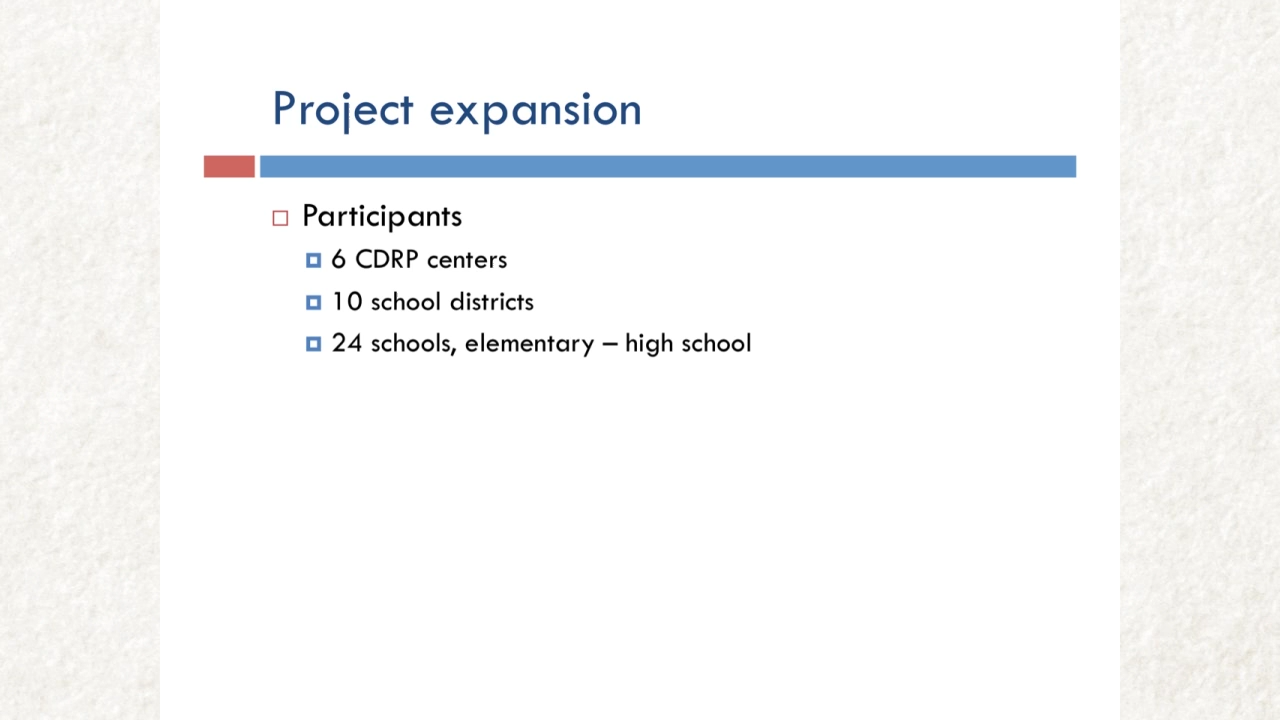 Project expansion
Participants
6 CDRP centers
10 school districts
24 schools, elementary – high school